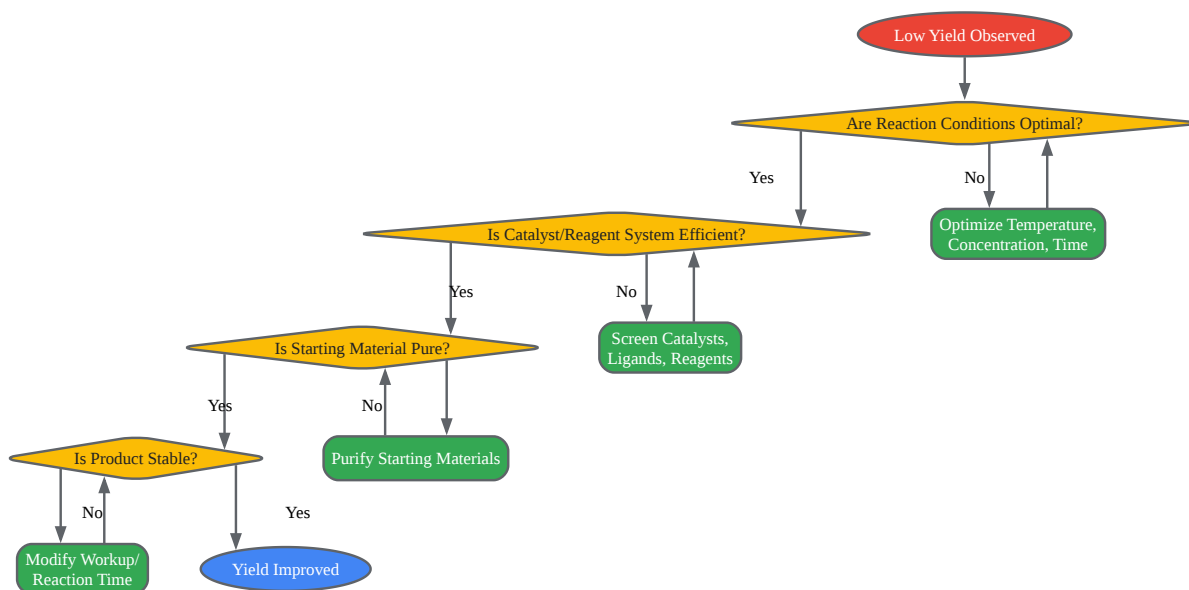 Low Yield Observed
Are Reaction Conditions Optimal?
Yes
No
Optimize Temperature,
Concentration, Time
Is Catalyst/Reagent System Efficient?
Yes
No
Screen Catalysts,
Ligands, Reagents
Is Starting Material Pure?
Yes
No
Purify Starting Materials
Is Product Stable?
No
Yes
Modify Workup/
Reaction Time
Yield Improved